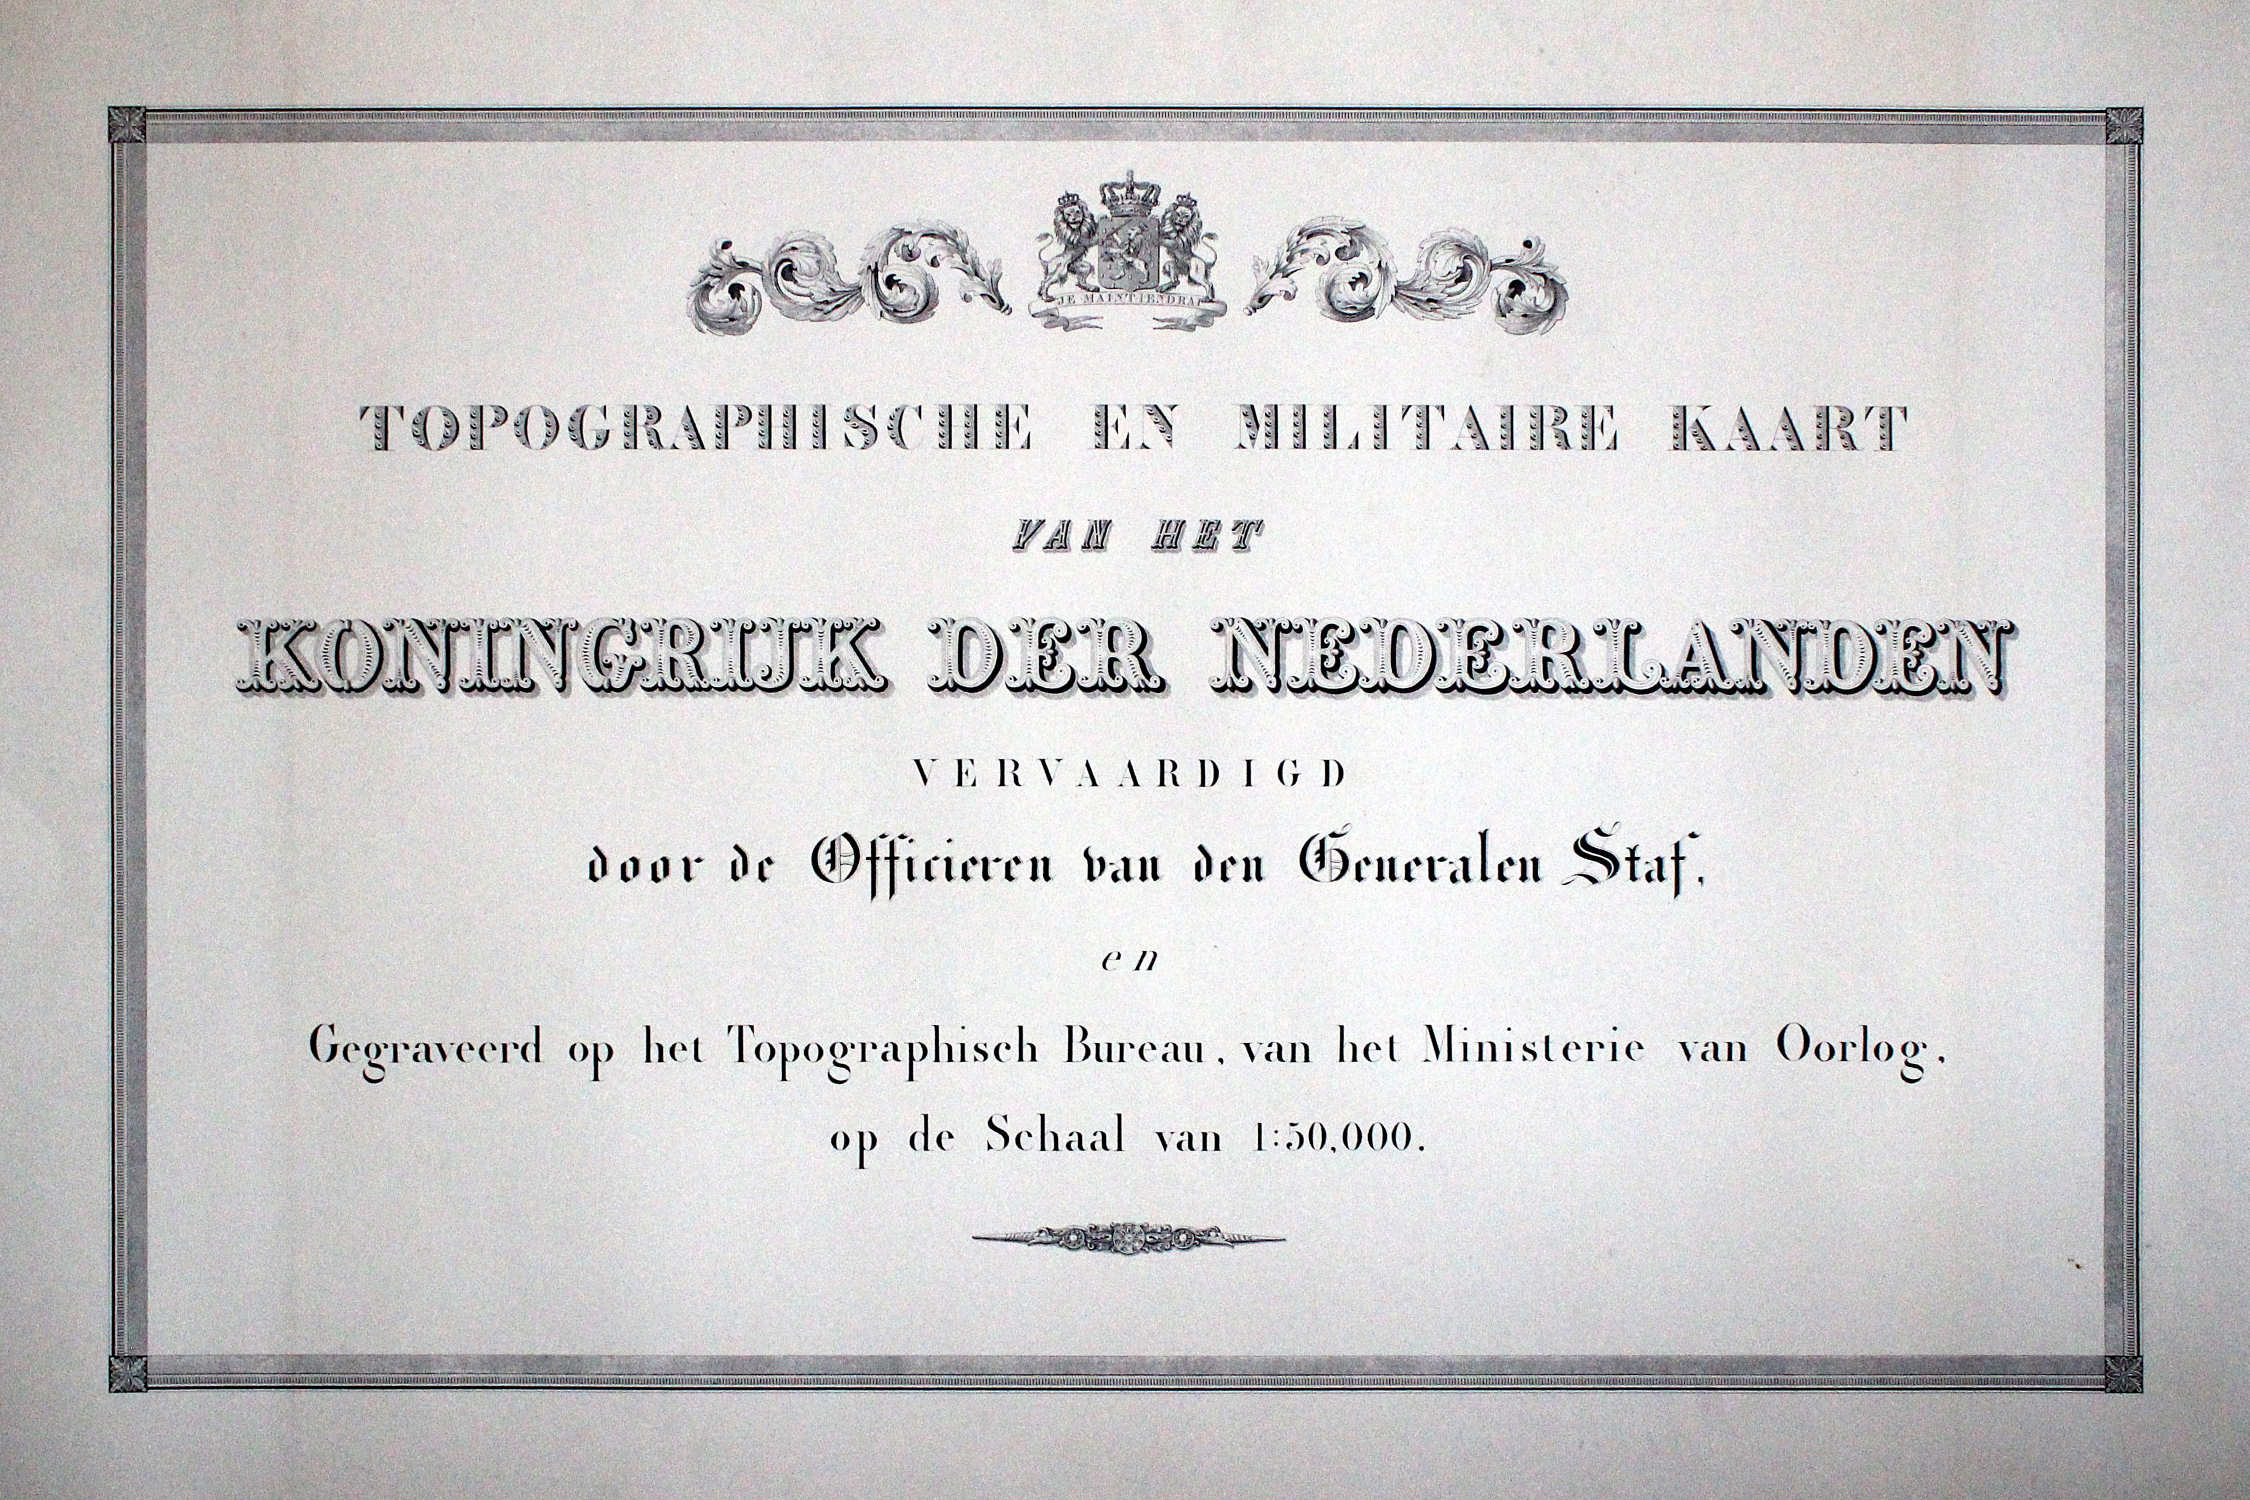 JE MAINTIENDRAI
TOPOGRAPHISCHE EN MILITAIRE KAART
VAN HET
KONINGRIJK DER NEDERLANDEN
VERVAARDIGD
door de Officieren van den Generalen Staf,
en
Gegraveerd op het Topographisch Bureau, van het Ministerie van Oorlog,
op de Schaal van 1:50,000.